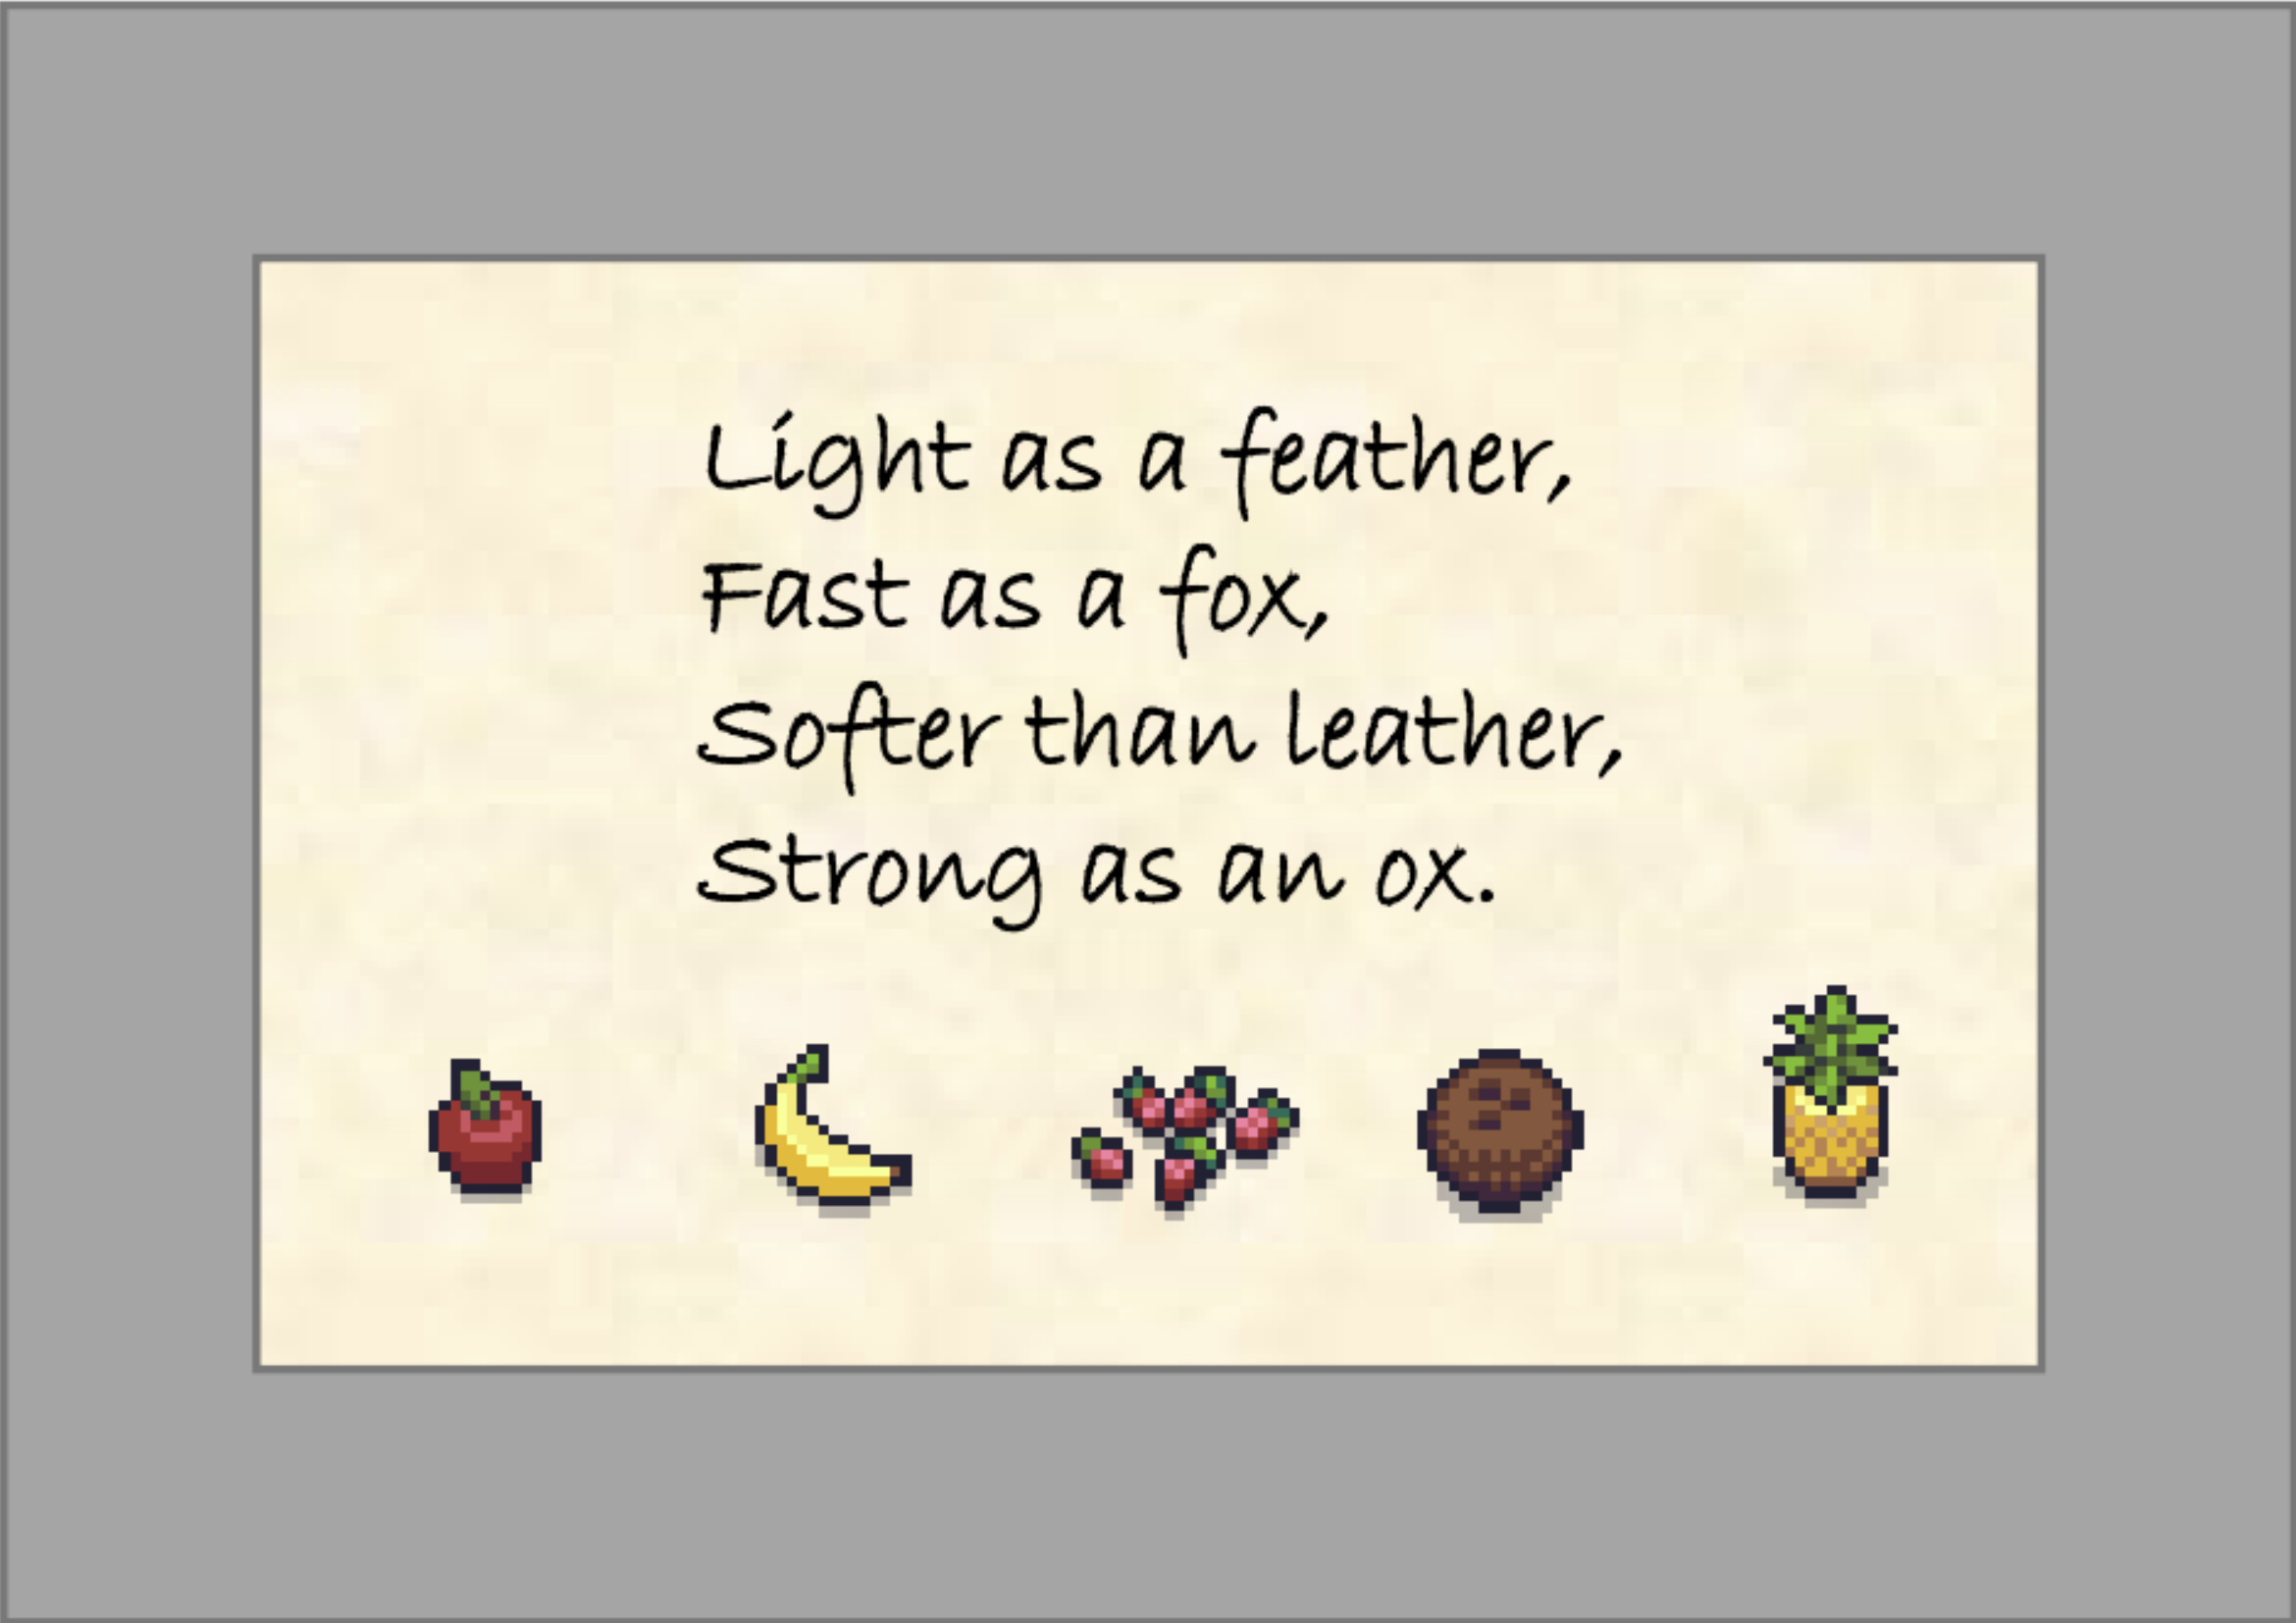 Light as a feather,
Fast as a fox,
Softer than leather,
Strong as an ox.